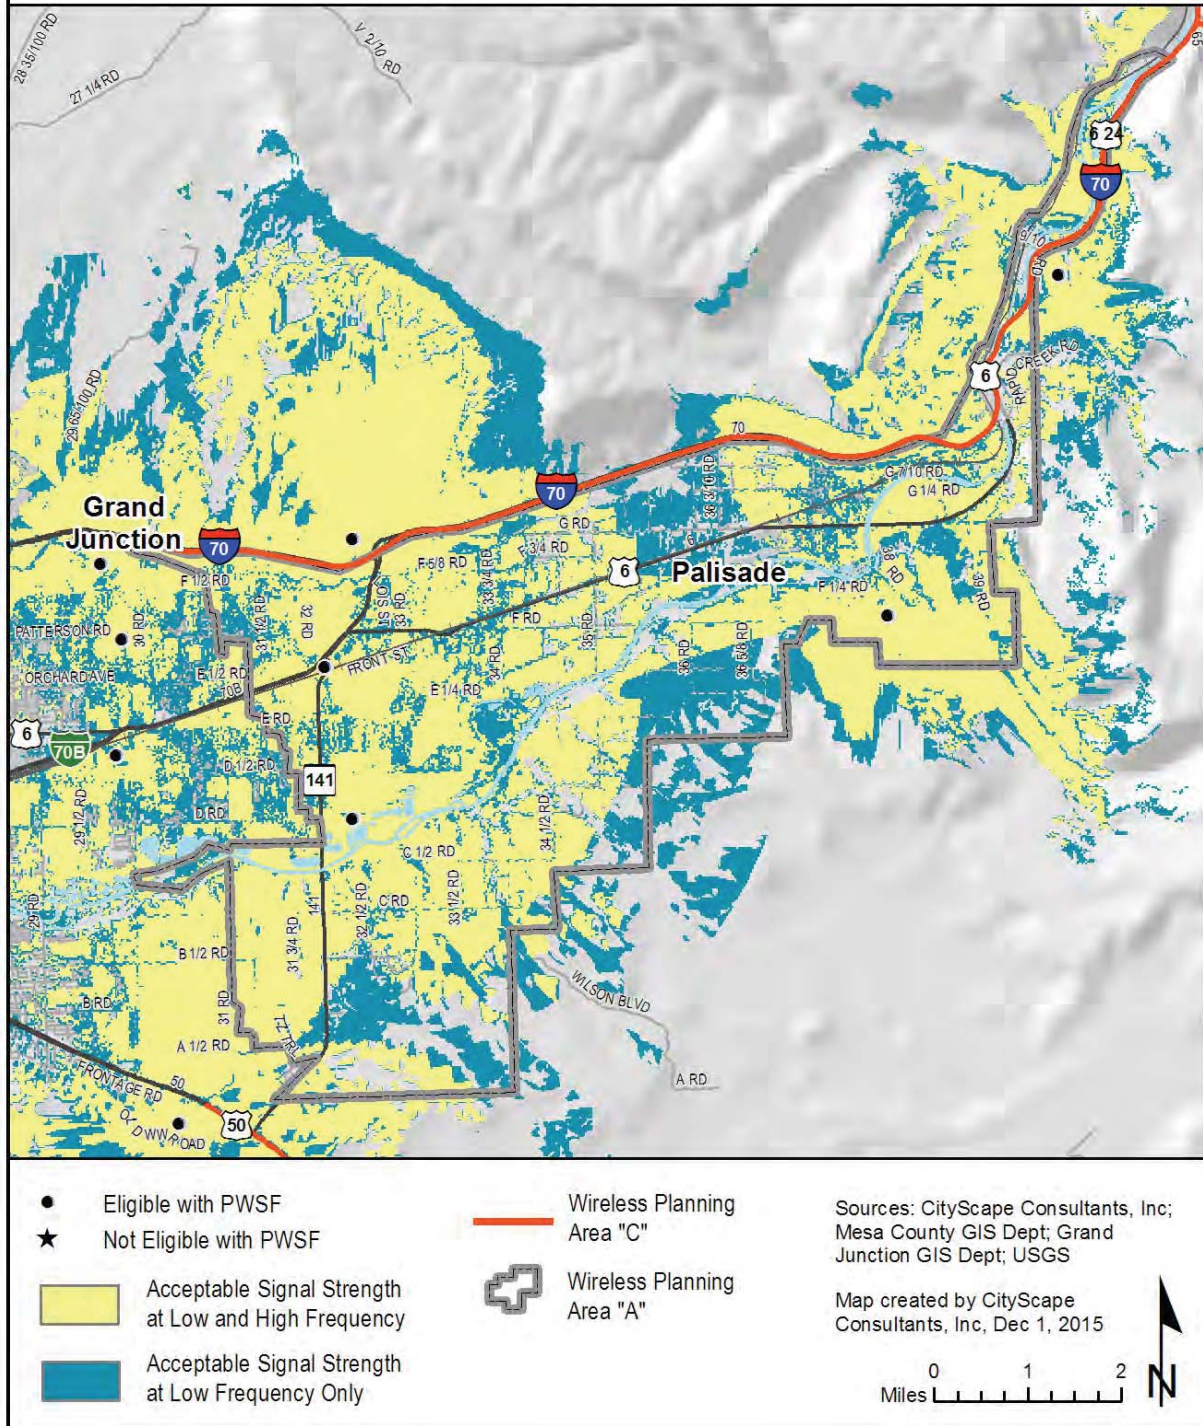 28 35/100 RD
27 1/4 RD
V 2/10 RD
65
6 24
70
9/10
RD
29 65/100 RD
6
RAPID CREEK RD
70
36 3/10 RD
G 7/10 RD
G 1/4 RD
70
G RD
Grand
Junction
70
F 1/2 RD
F 5/8 RD
33 3/4 RD
F 3/4 RD
6
6
Palisade
38 RD
F 1/4 RD
39 RD
31 1/2 RD
32 RD
33 RD
F RD
35 RD
PATTERSON RD
30 RD
FRONT ST
34 RD
36 RD
36 5/8 RD
ORCHARD AVE
E 1/2 RD
70B
E 1/4 RD
E RD
6
70B
D 1/2 RD
141
29 1/2 RD
D RD
34 1/2 RD
C 1/2 RD
29 RD
141
32 1/2 RD
C RD
33 1/2 RD
31 3/4 RD
B 1/2 RD
WILSON BLVD
B RD
31 RD
A 1/2 RD
A RD
FRONTAGE RD
50
50
Eligible with PWSF
Not Eligible with PWSF
Acceptable Signal Strength
at Low and High Frequency
Acceptable Signal Strength
at Low Frequency Only
Wireless Planning
Area "C"
Wireless Planning
Area "A"
Sources: CityScape Consultants, Inc;
Mesa County GIS Dept; Grand
Junction GIS Dept; USGS
Map created by CityScape
Consultants, Inc, Dec 1, 2015
0 1 2
Miles
N